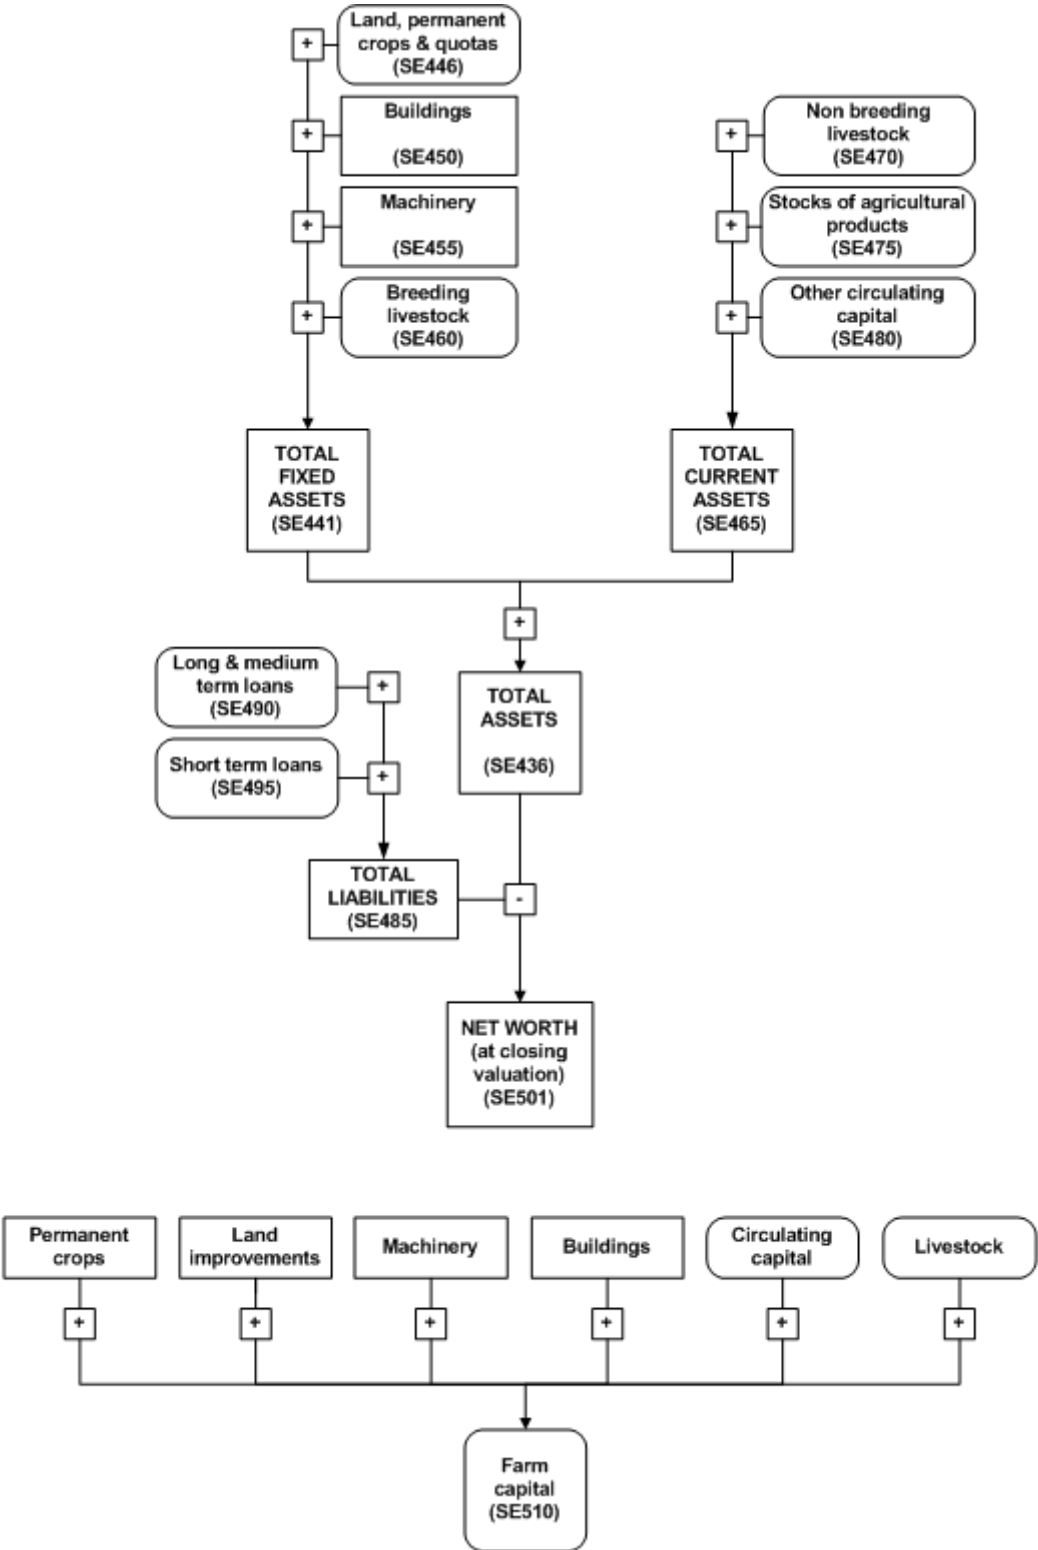 +
Land, permanent
crops & quotas
(SE446)
+
Buildings
(SE450)
+
Machinery
(SE455)
+
Breeding
livestock
(SE460)
+
Non breeding
livestock
(SE470)
+
Stocks of agricultural
products
(SE475)
+
Other circulating
capital
(SE480)
TOTAL
FIXED
ASSETS
(SE441)
TOTAL
CURRENT
ASSETS
(SE465)
+
Long & medium
term loans
(SE490)
+
Short term loans
(SE495)
+
TOTAL
ASSETS
(SE436)
TOTAL
LIABILITIES
(SE485)
-
NET WORTH
(at closing
valuation)
(SE501)
Permanent
crops
Land
improvements
Machinery
Buildings
Circulating
capital
Livestock
+
+
+
+
+
+
Farm
capital
(SE510)